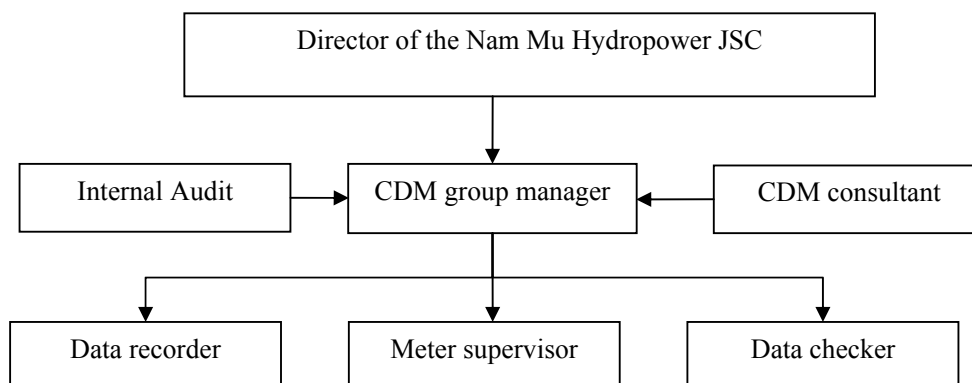 Director of the Nam Mu Hydropower JSC
Internal Audit
CDM group manager
CDM consultant
Data recorder
Meter supervisor
Data checker